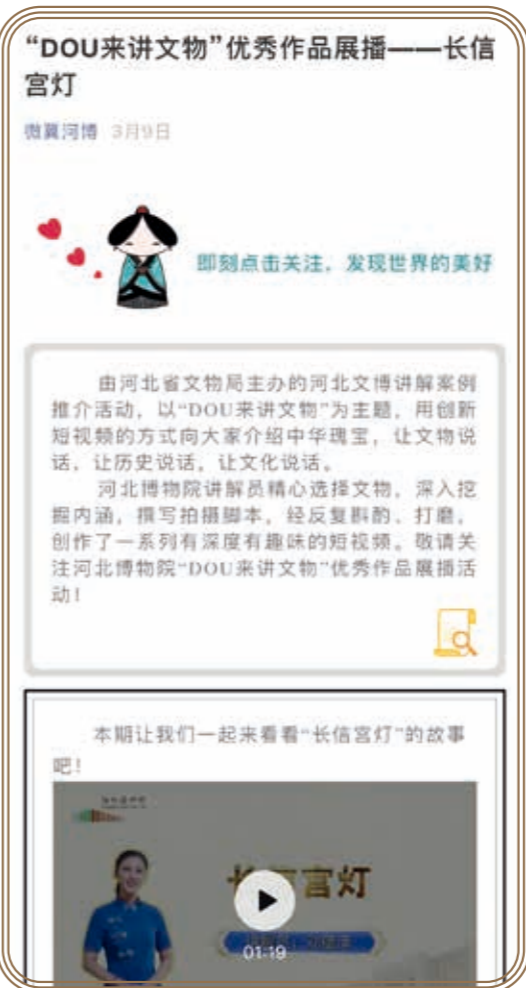 “DOU来讲文物”优秀作品展播——长信
宫灯
微冀河博 3月9日
即刻点击关注，发现世界的美好
由河北省文物局主办的河北文博讲解案例
推介活动，以“DOU来讲文物”为主题，用创新
短视频的方式向大家介绍中华瑰宝，让文物说
话，让历史说话，让文化说话。
河北博物院讲解员精心选择文物，深入挖
掘内涵，撰写拍摄脚本，经反复斟酌、打磨，
创作了一系列有深度有趣味的短视频。敬请关
注河北博物院“DOU来讲文物”优秀作品展播活
动！
本期让我们一起来看看“长信宫灯”的故事
吧！
长信宫灯
01:19